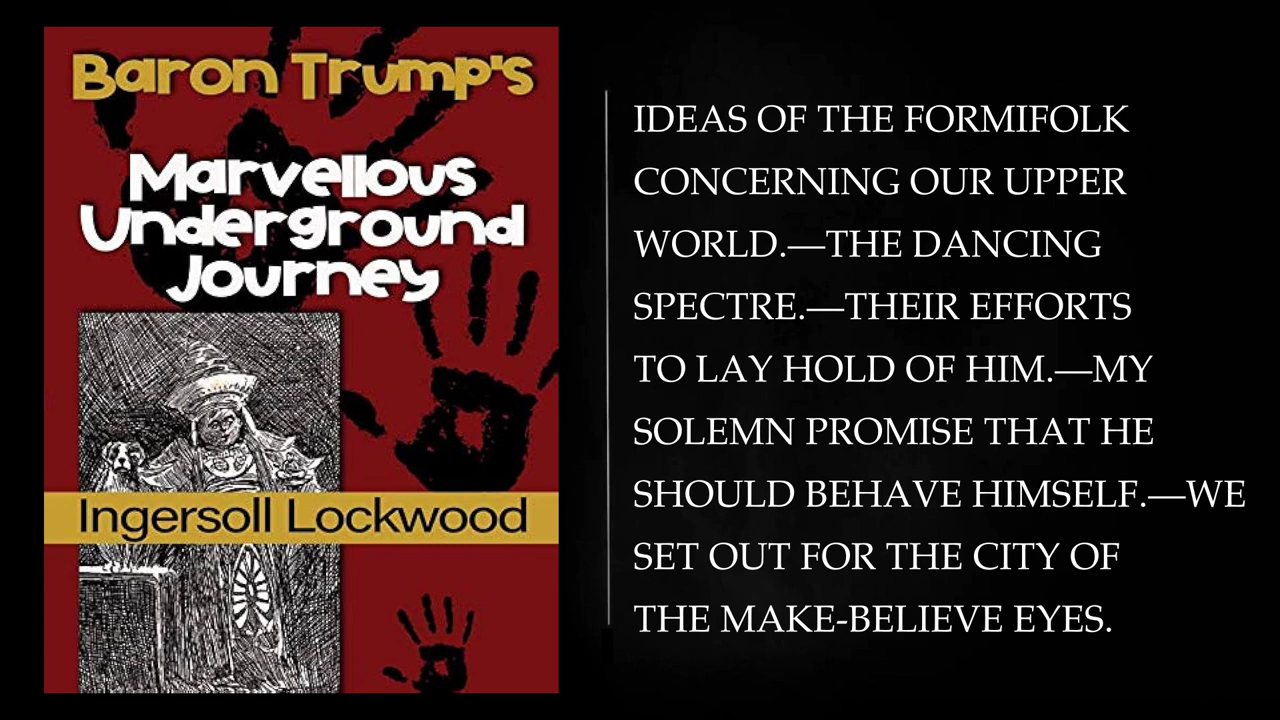 Baron Trump's
Marvellous
Underground
Journey
Ingersoll Lockwood
IDEAS OF THE FORMIFOLK
CONCERNING OUR UPPER
WORLD.—THE DANCING
SPECTRE.—THEIR EFFORTS
TO LAY HOLD OF HIM.—MY
SOLEMN PROMISE THAT HE
SHOULD BEHAVE HIMSELF.—WE
SET OUT FOR THE CITY OF
THE MAKE-BELIEVE EYES.